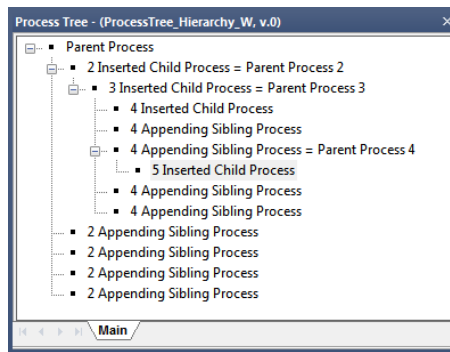 Process Tree - (ProcessTree_Hierarchy_W, v.0)
Parent Process
2 Inserted Child Process = Parent Process 2
3 Inserted Child Process = Parent Process 3
4 Inserted Child Process
4 Appending Sibling Process
4 Appending Sibling Process = Parent Process 4
5 Inserted Child Process
4 Appending Sibling Process
4 Appending Sibling Process
2 Appending Sibling Process
2 Appending Sibling Process
2 Appending Sibling Process
2 Appending Sibling Process
Main